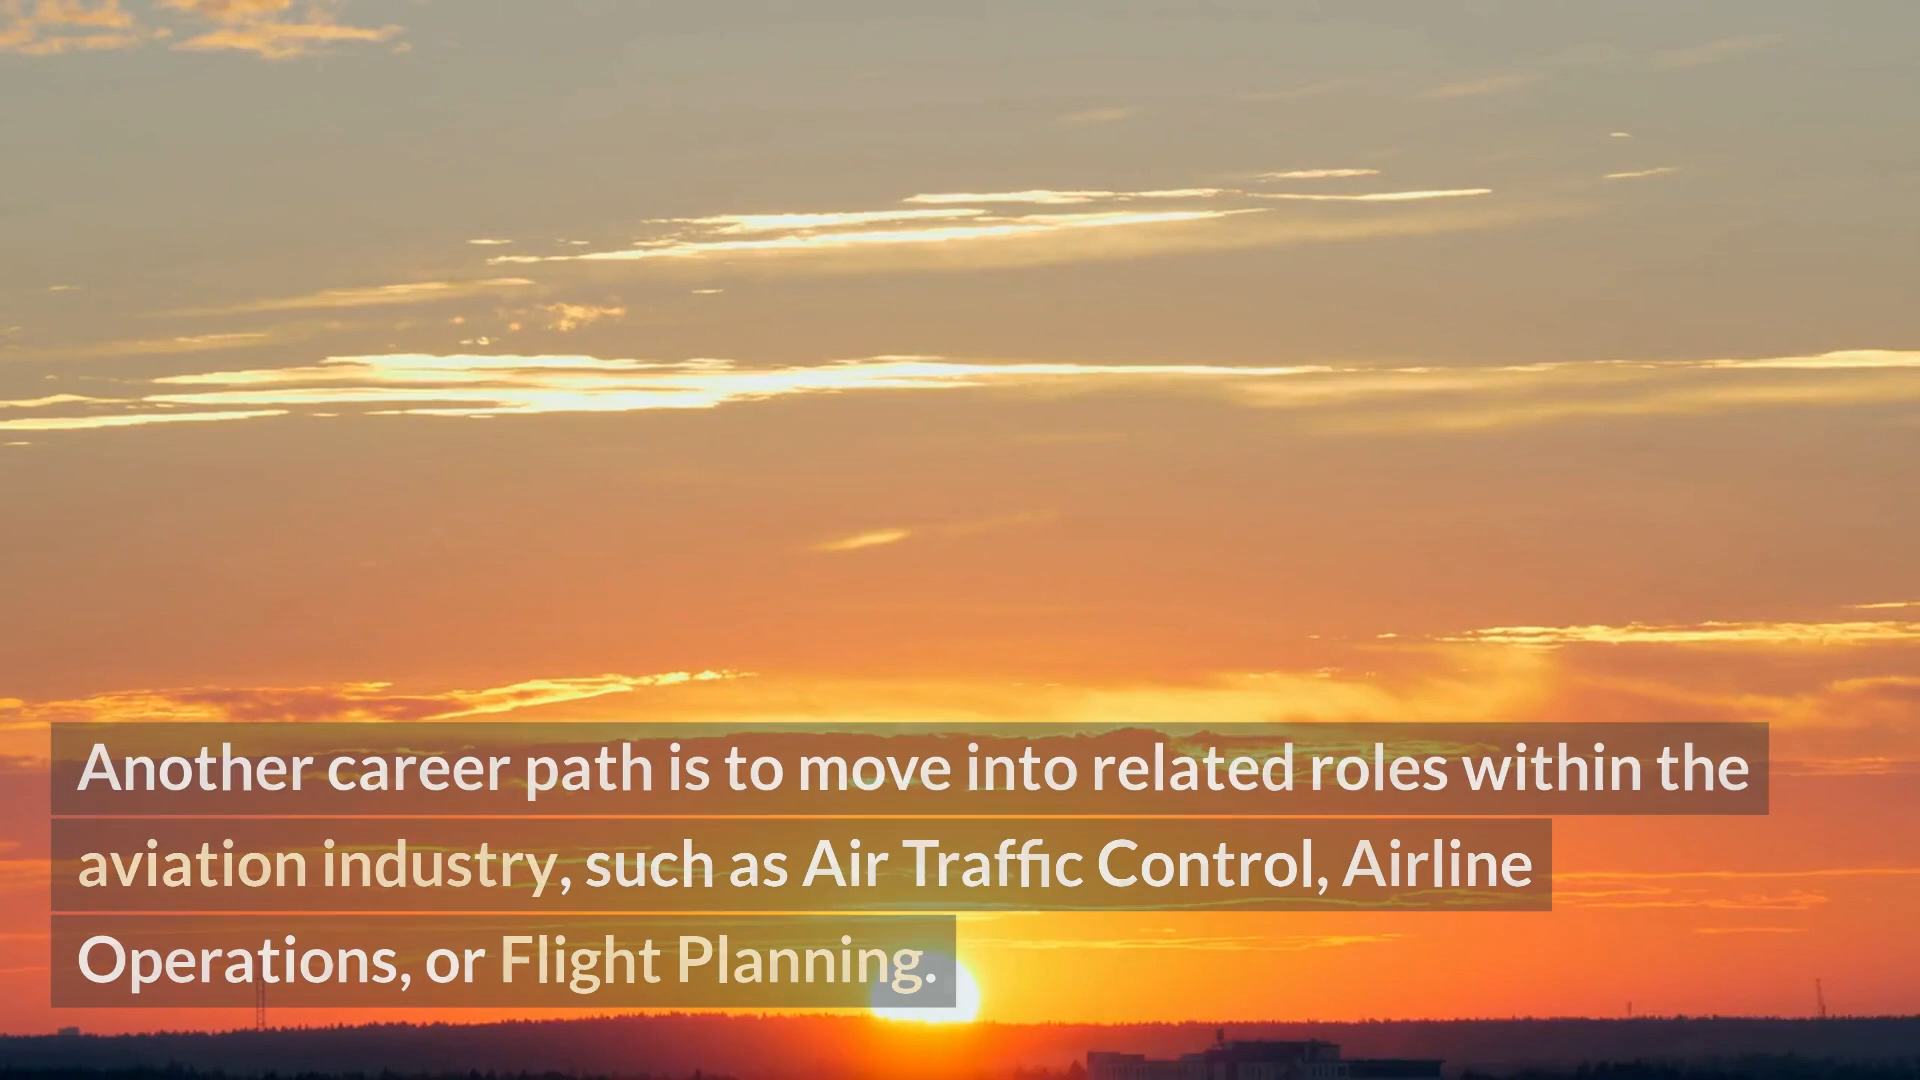 Another career path is to move into related roles within the
aviation industry, such as Air Traffic Control, Airline
Operations, or Flight Planning.